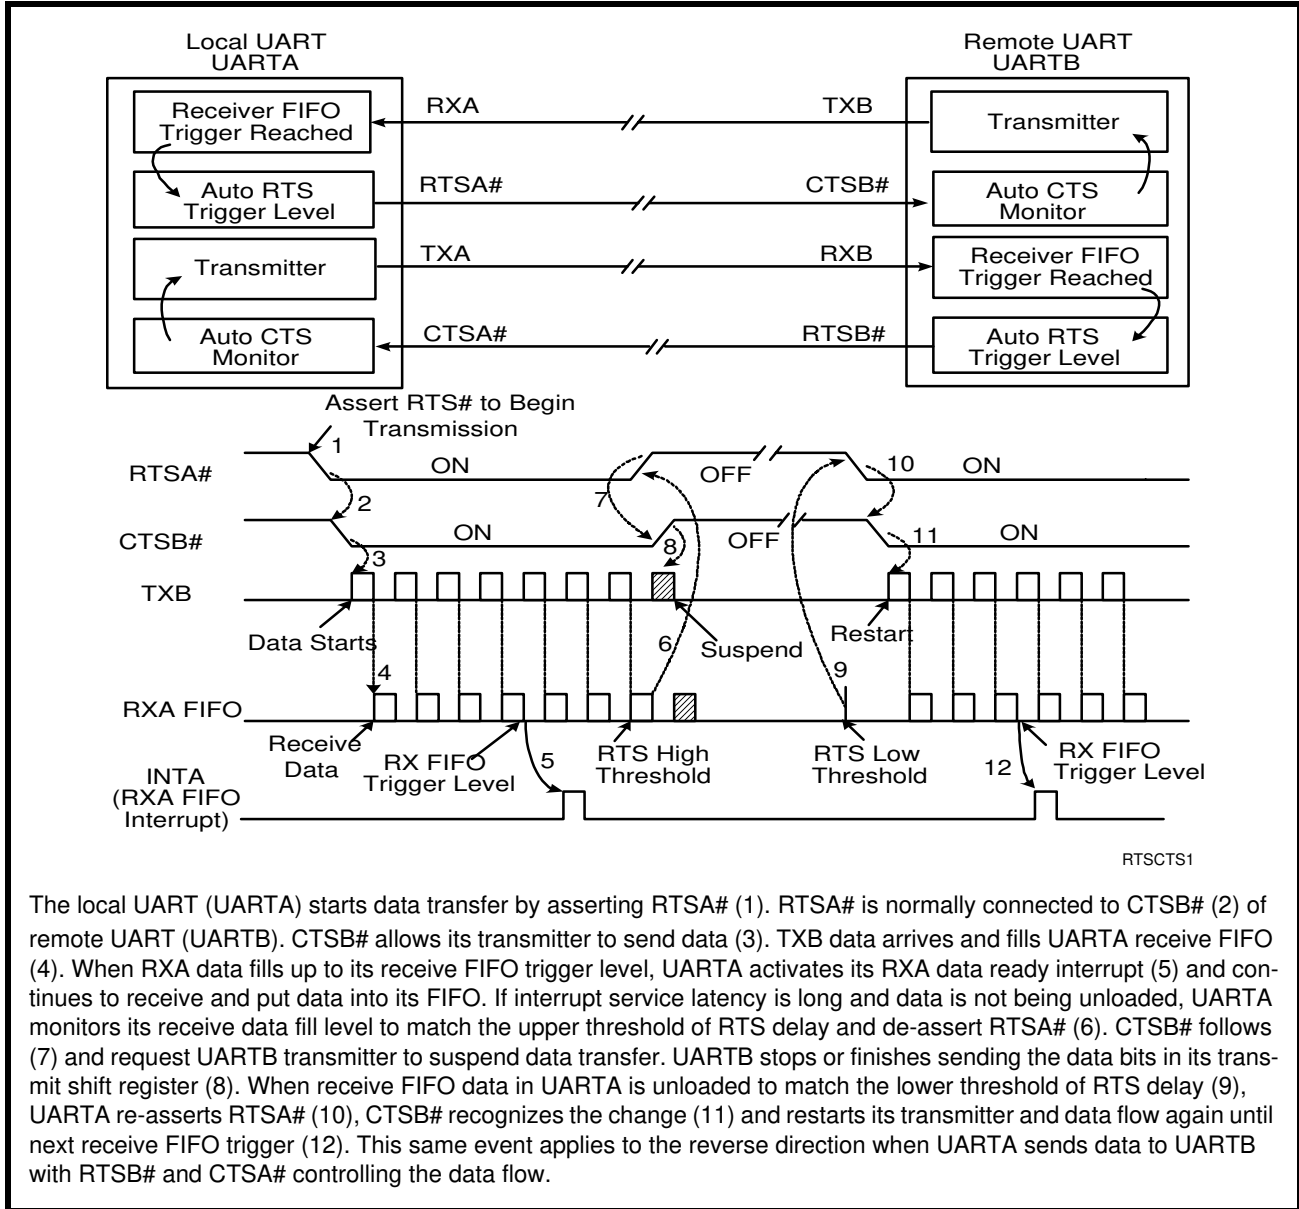 Local UART
UARTA
Remote UART
UARTB
Receiver FIFO
Trigger Reached
RXA
TXB
Transmitter
Auto RTS
Trigger Level
RTSA#
CTSB#
Auto CTS
Monitor
Transmitter
TXA
RXB
Receiver FIFO
Trigger Reached
Auto CTS
Monitor
CTSA#
RTSB#
Auto RTS
Trigger Level
Assert RTS# to Begin
Transmission
1
RTSA#
ON
OFF
10
ON
2
7
CTSB#
ON
8
OFF
11
ON
3
TXB
Data Starts
6
Suspend
Restart
4
9
RXA FIFO
Receive
Data
RX FIFO
Trigger Level
5
RTS High
Threshold
RTS Low
Threshold
12
RX FIFO
Trigger Level
INTA
(RXA FIFO
Interrupt)
RTSCTS1
The local UART (UARTA) starts data transfer by asserting RTSA# (1). RTSA# is normally connected to CTSB# (2) of
remote UART (UARTB). CTSB# allows its transmitter to send data (3). TXB data arrives and fills UARTA receive FIFO
(4). When RXA data fills up to its receive FIFO trigger level, UARTA activates its RXA data ready interrupt (5) and con-
tinues to receive and put data into its FIFO. If interrupt service latency is long and data is not being unloaded, UARTA
monitors its receive data fill level to match the upper threshold of RTS delay and de-assert RTSA# (6). CTSB# follows
(7) and request UARTB transmitter to suspend data transfer. UARTB stops or finishes sending the data bits in its trans-
mit shift register (8). When receive FIFO data in UARTA is unloaded to match the lower threshold of RTS delay (9),
UARTA re-asserts RTSA# (10), CTSB# recognizes the change (11) and restarts its transmitter and data flow again until
next receive FIFO trigger (12). This same event applies to the reverse direction when UARTA sends data to UARTB
with RTSB# and CTSA# controlling the data flow.